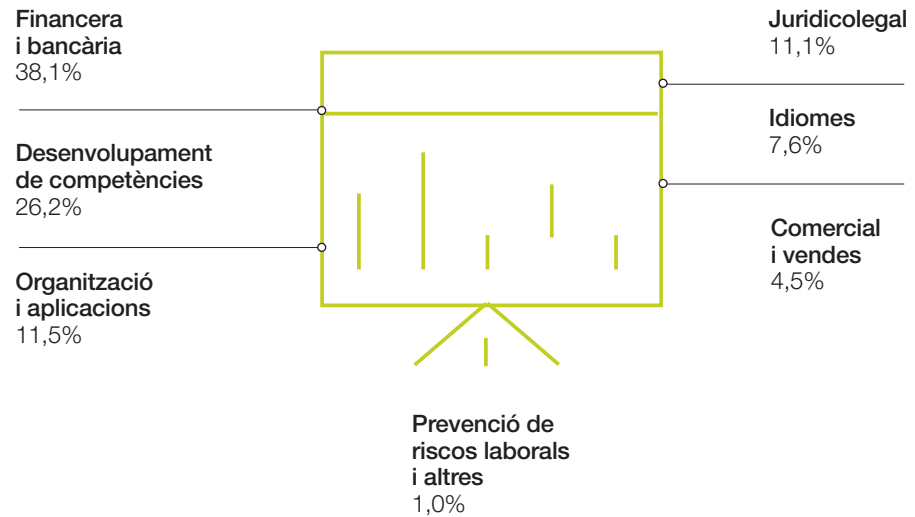 Financera
i bancària
38,1%
Desenvolupament
de competències
26,2%
Organització
i aplicacions
11,5%
Juridicolegal
11,1%
Idiomes
7,6%
Comercial
i vendes
4,5%
Prevenció de
riscos laborals
i altres
1,0%